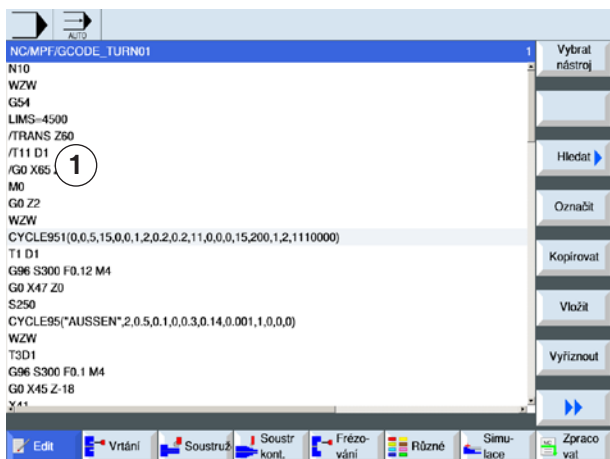 AUTO
NC/MPF/GCODE_TURN01 1
N10
WZW
G54
LIMS=4500
/TRANS Z60
/T11 D1
/G0 X65
1
M0
G0 Z2
WZW
CYCLE951(0,0,5,15,0,0,1,2,0.2,0.2,11,0,0,0,15,200,1,2,1110000)
T1 D1
G96 S300 F0.12 M4
G0 X47 Z0
S250
CYCLE95("AUSSEN",2,0.5,0.1,0,0.3,0.14,0.001,1,0,0,0)
WZW
T3D1
G96 S300 F0.1 M4
G0 X45 Z-18
X41
Vybrat
nástroj
Hledat
Označit
Kopírovat
Vložit
Vyříznout
Edit
Vrtání
Soustruž
Soustr
kont.
Frézo-
vání
Různé
Simu-
lace
NC
Zpraco
vat